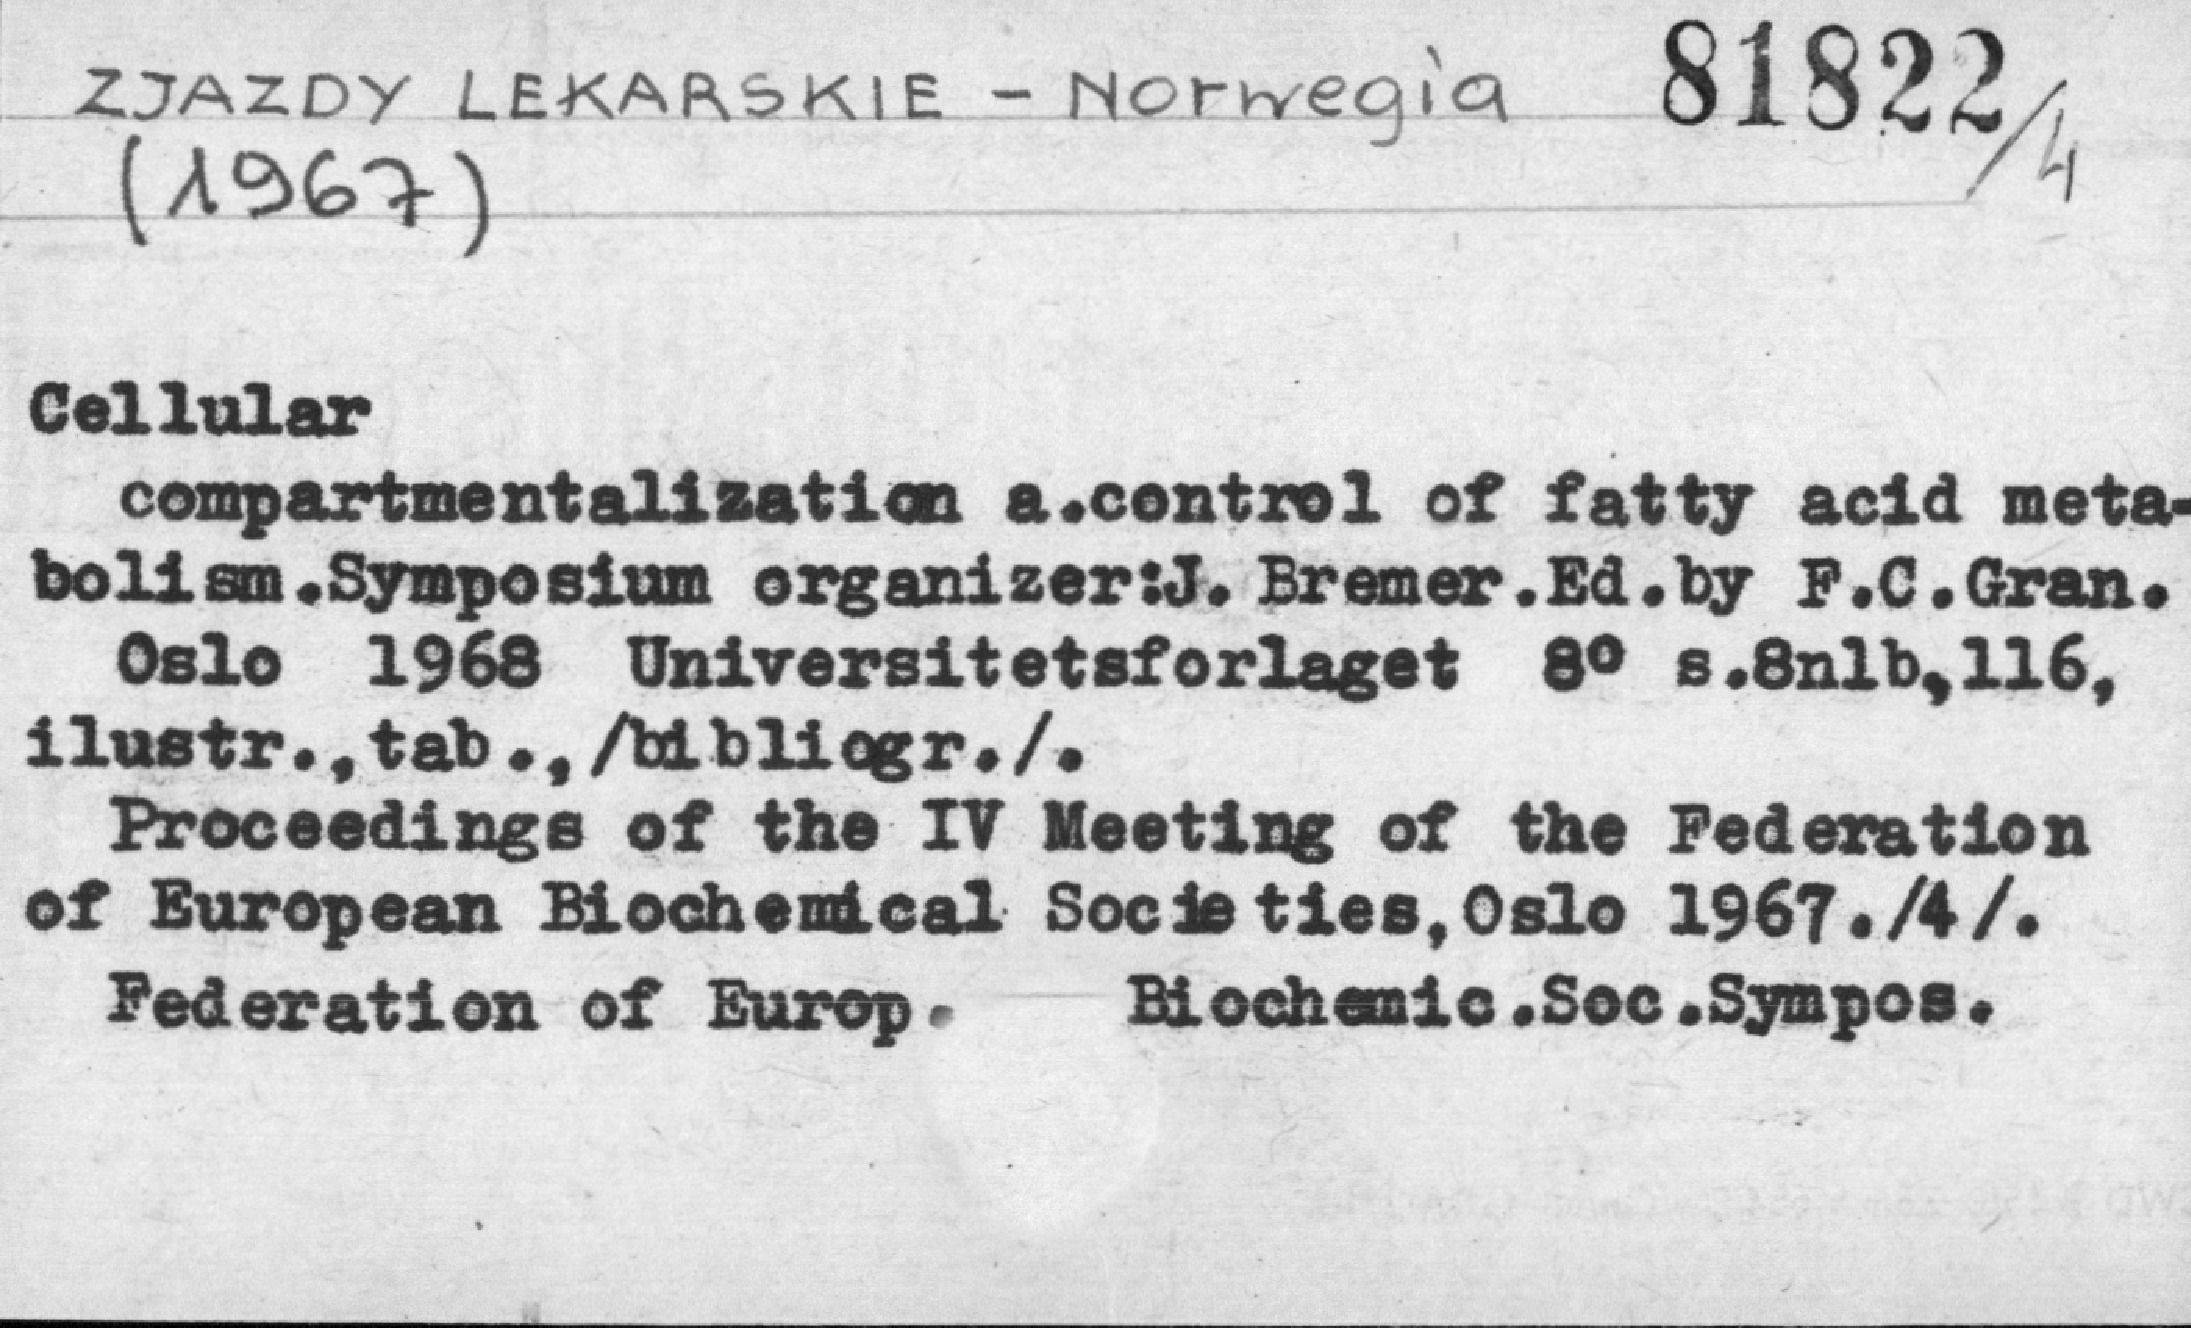 ZJAZDY LEKARSKIE - Norwegia 81822/4
(1967)
Cellular
compartmentalization a.control of fatty acid meta-
bolism.Symposium organizer:J. Bremer.Ed.by F.C.Gran.
Oslo 1968 Universitetsforlaget 8° s.8nlb,116,
ilustr.,tab.,/bibliogr./.
Proceedings of the IV Meeting of the Federation
of European Biochemical Societies,Oslo 1967./4/.
Federation of Europ. Biochemic.Soc.Sympos.